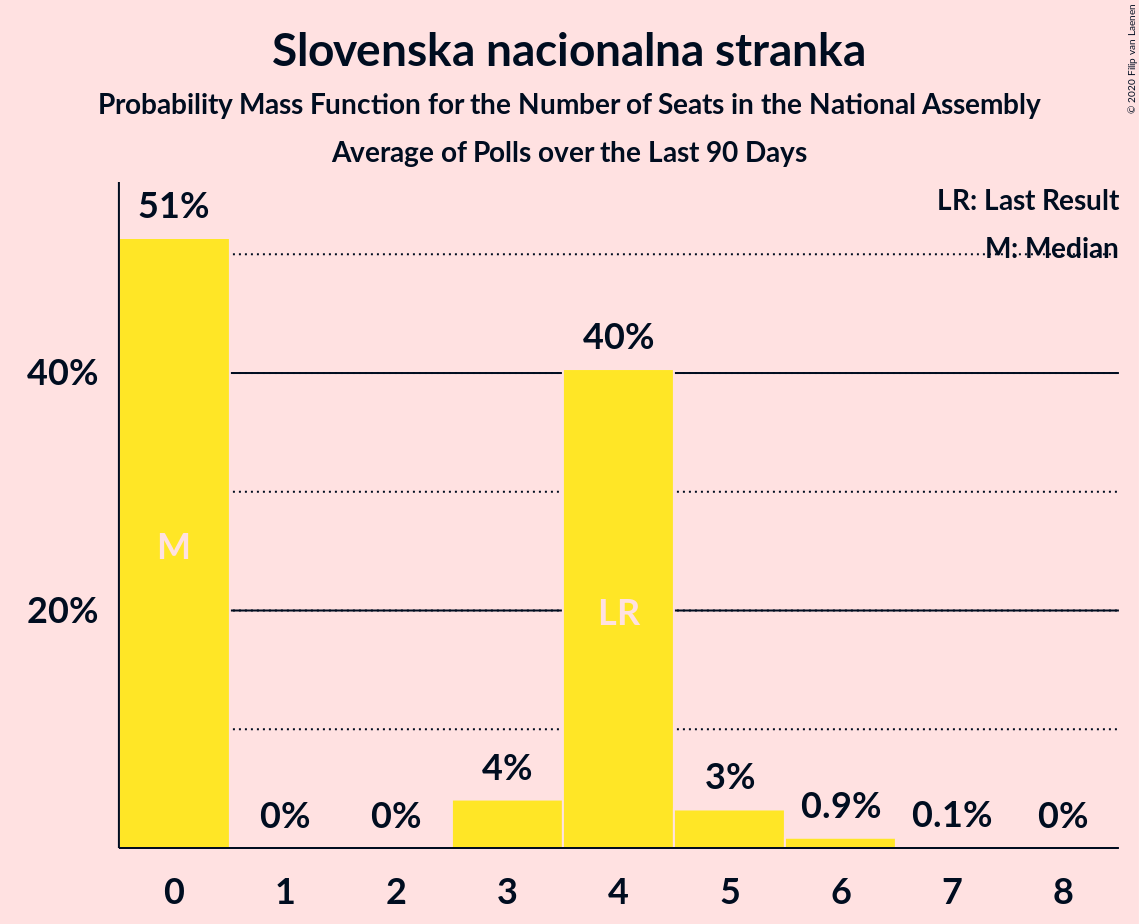 Slovenska nacionalna stranka
Probability Mass Function for the Number of Seats in the National Assembly
Average of Polls over the Last 90 Days
© 2020 Filip van Laenen
LR: Last Result
M: Median
51%
40%
40%
20%
M
LR
0%
0%
4%
3%
0.9%
0.1%
0%
0 1 2 3 4 5 6 7 8